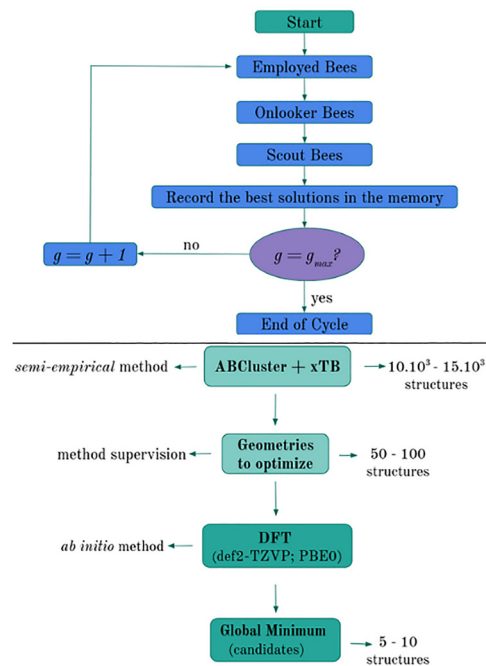 Start
Employed Bees
Onlooker Bees
Scout Bees
Record the best solutions in the memory
no
g = g + 1
g = gmax?
yes
End of Cycle
semi-empirical method
ABCluster + xTB
10.10³ - 15.10³
structures
method supervision
Geometries
to optimize
50 - 100
structures
ab initio method
DFT
(def2-TZVP; PBE0)
Global Minimum
(candidates)
5 - 10
structures